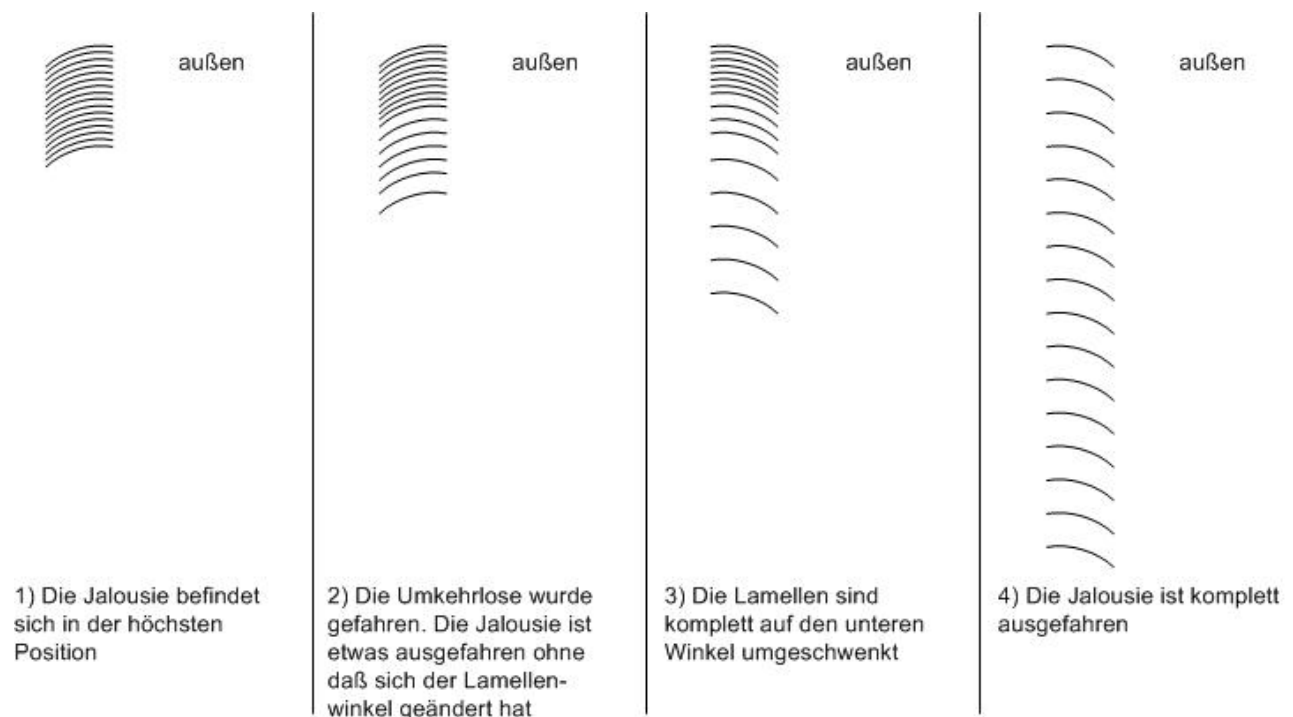 außen
1) Die Jalousie befindet
sich in der höchsten
Position
außen
2) Die Umkehrlose wurde
gefahren. Die Jalousie ist
etwas ausgefahren ohne
daß sich der Lamellen-
winkel geändert hat
außen
3) Die Lamellen sind
komplett auf den unteren
Winkel umgeschwenkt
außen
4) Die Jalousie ist komplett
ausgefahren